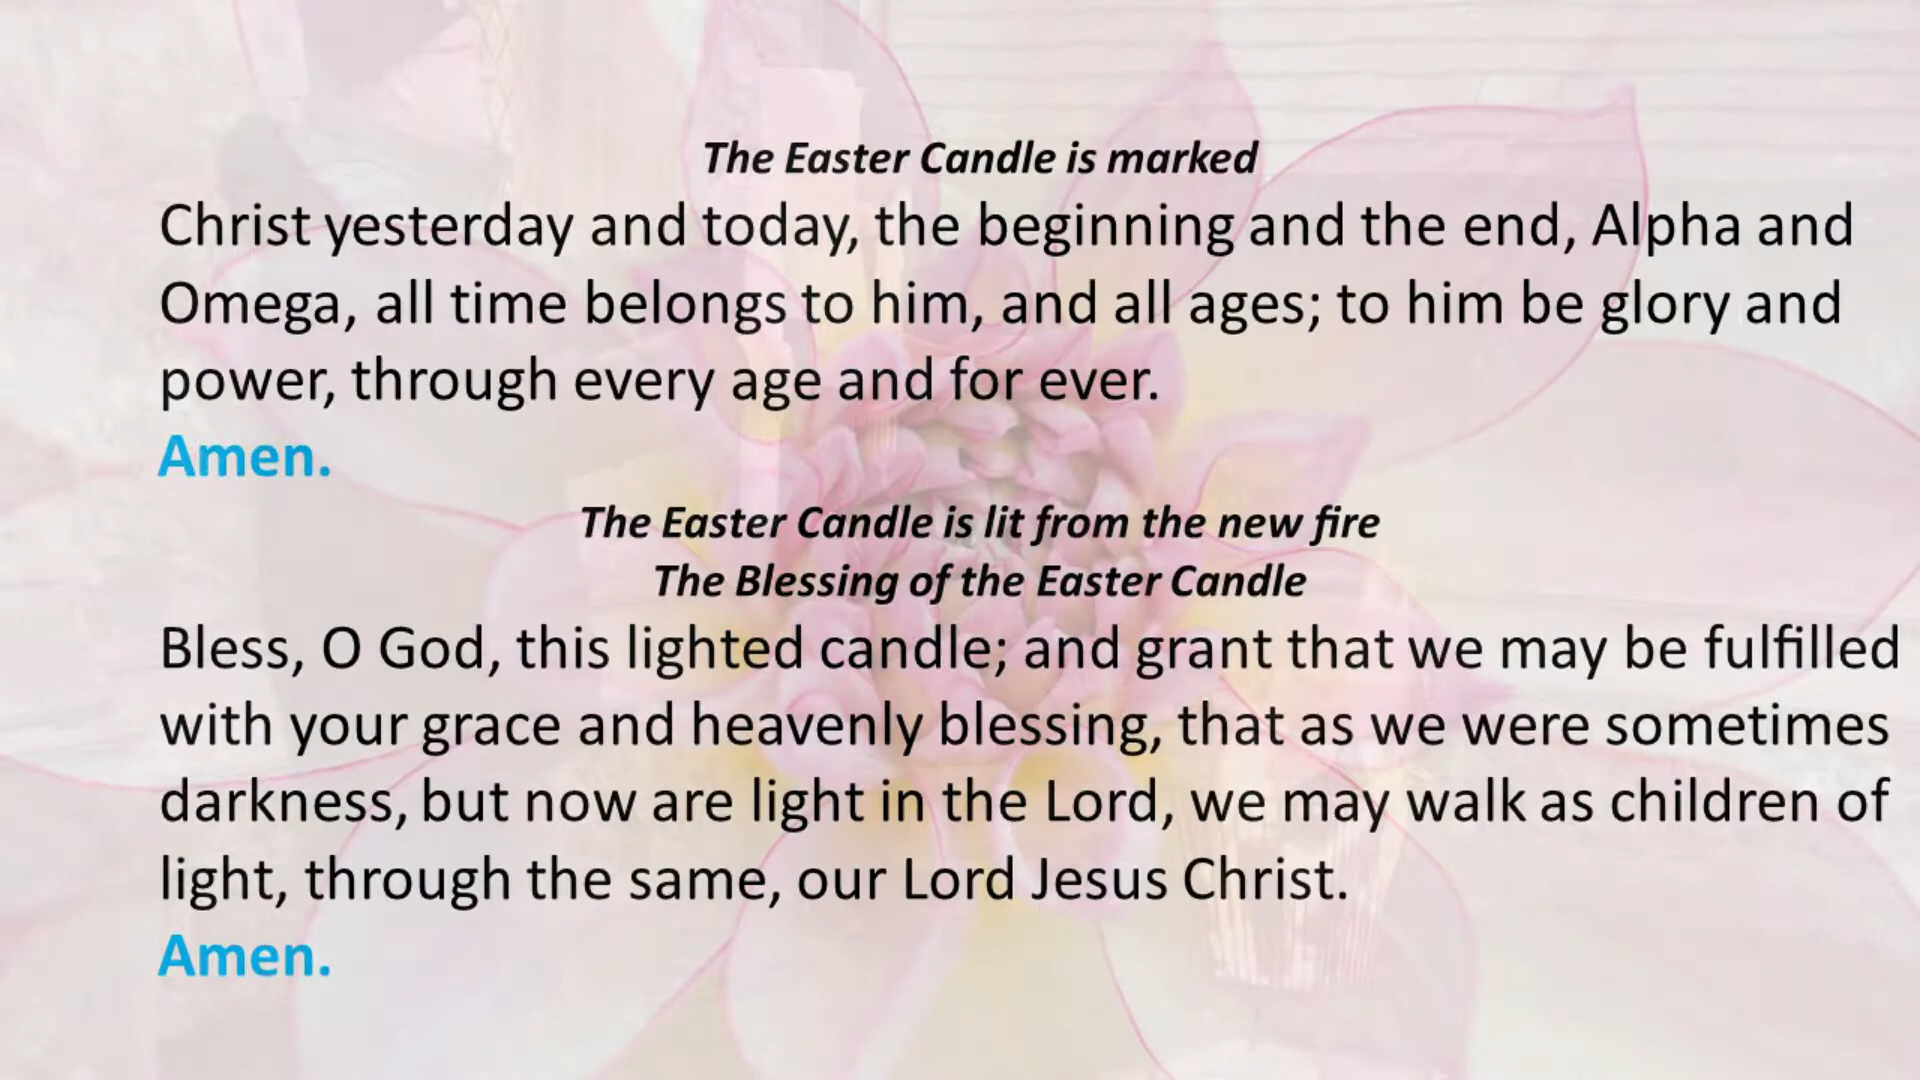 The Easter Candle is marked
Christ yesterday and today, the beginning and the end, Alpha and
Omega, all time belongs to him, and all ages; to him be glory and
power, through every age and for ever.
Amen.
The Easter Candle is lit from the new fire
The Blessing of the Easter Candle
Bless, O God, this lighted candle; and grant that we may be fulfilled
with your grace and heavenly blessing, that as we were sometimes
darkness, but now are light in the Lord, we may walk as children of
light, through the same, our Lord Jesus Christ.
Amen.